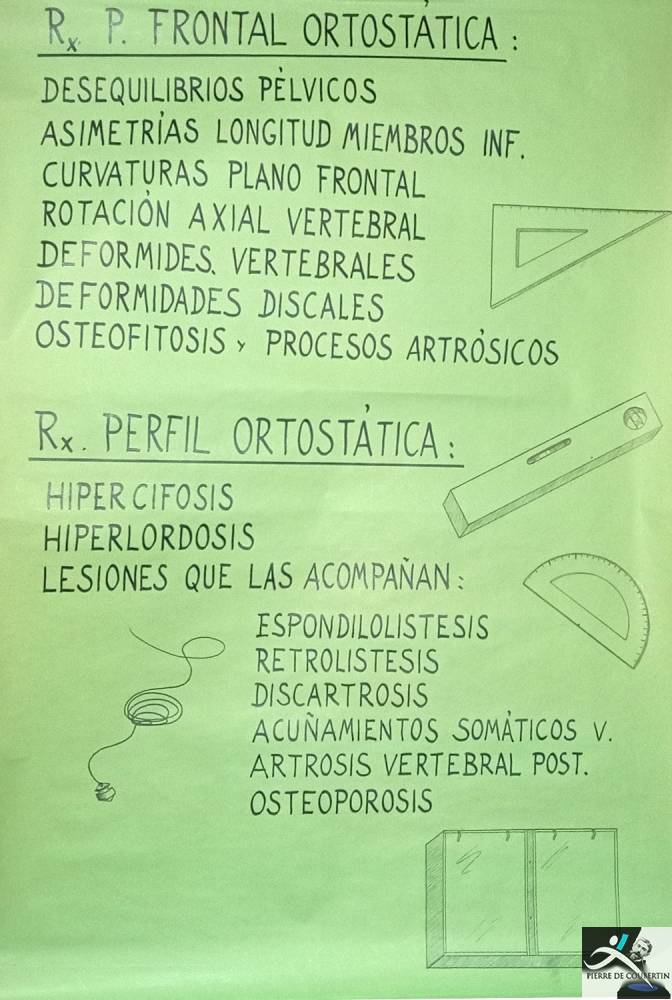 Rx. P. FRONTAL ORTOSTÁTICA :
DESEQUILIBRIOS PÉLVICOS
ASIMETRÍAS LONGITUD MIEMBROS INF.
CURVATURAS PLANO FRONTAL
ROTACIÓN AXIAL VERTEBRAL
DEFORMIDES. VERTEBRALES
DEFORMIDADES DISCALES
OSTEOFITOSIS y PROCESOS ARTRÓSICOS
Rx. PERFIL ORTOSTÁTICA :
HIPERCIFOSIS
HIPERLORDOSIS
LESIONES QUE LAS ACOMPAÑAN :
ESPONDILOLISTESIS
RETROLISTESIS
DISCARTROSIS
ACUÑAMIENTOS SOMÁTICOS V.
ARTROSIS VERTEBRAL POST.
OSTEOPOROSIS
PIERRE DE COUBERTIN